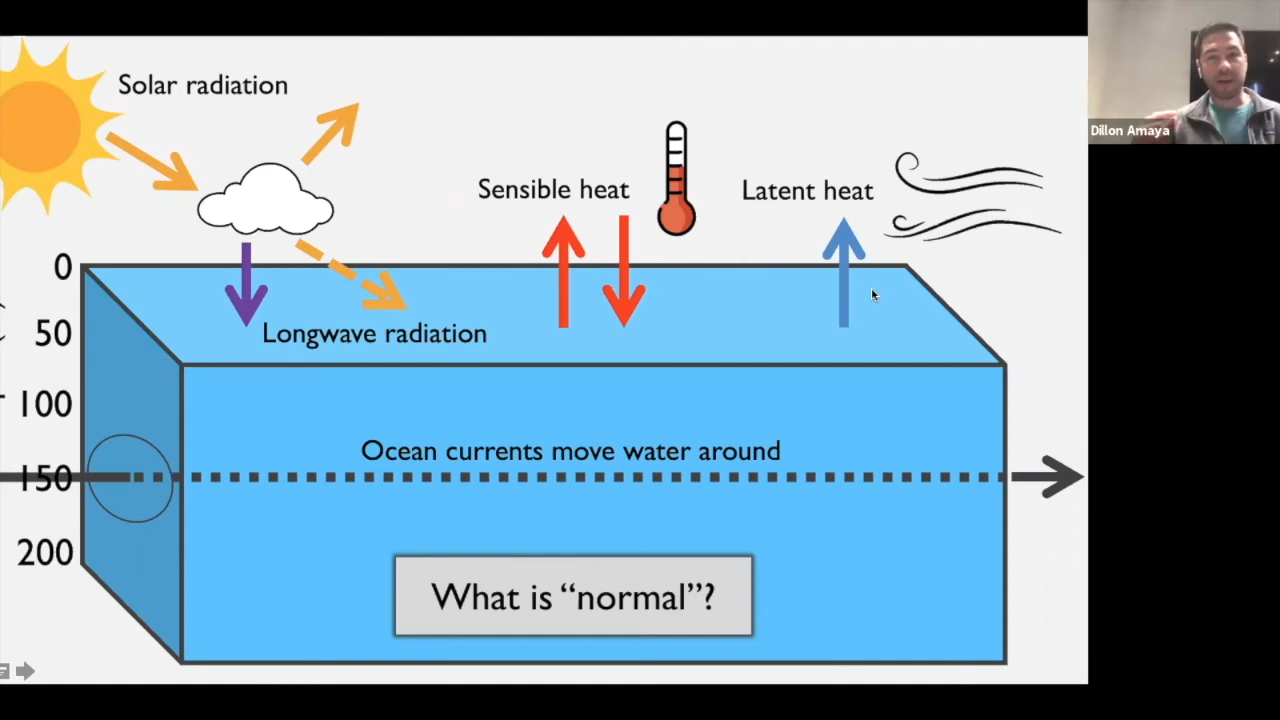 Solar radiation
Dillon Amaya
Sensible heat
Latent heat
0
50
Longwave radiation
100
Ocean currents move water around
150
200
What is “normal”?